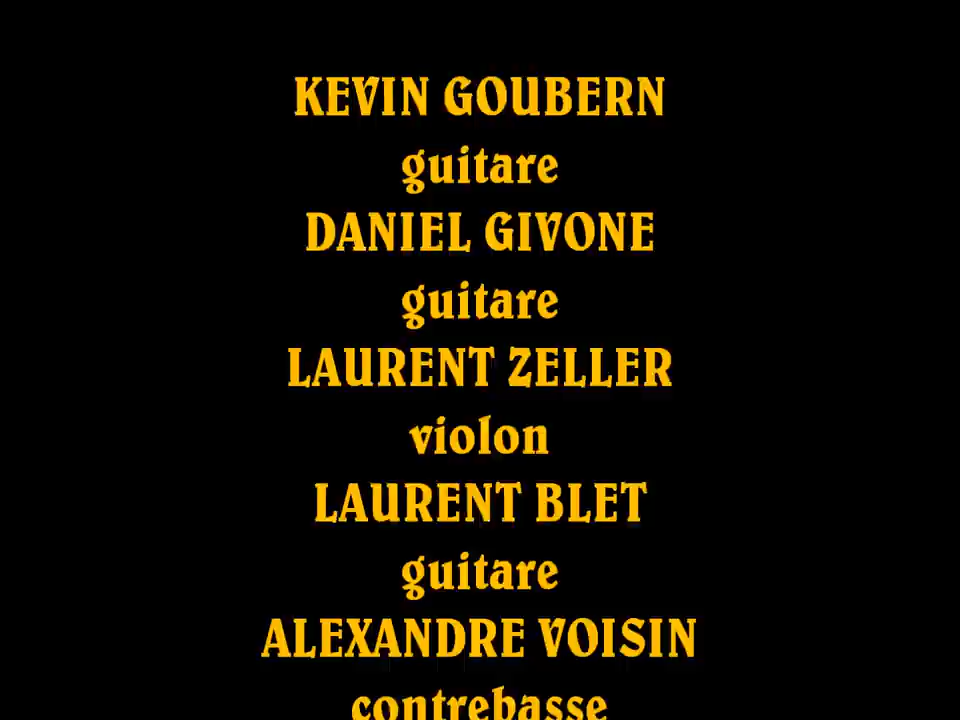 KEVIN GOUBERN
guitare
DANIEL GIVONE
guitare
LAURENT ZELLER
violon
LAURENT BLET
guitare
ALEXANDRE VOISIN
contrebasse